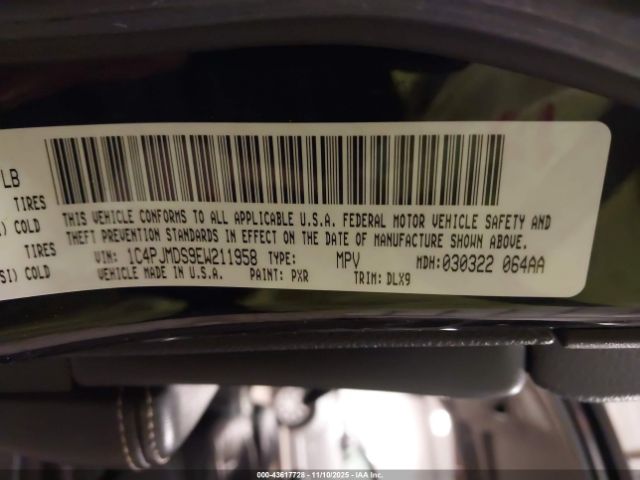 LB
TIRES
) COLD
TIRES
SI) COLD
THIS VEHICLE CONFORMS TO ALL APPLICABLE U.S.A. FEDERAL MOTOR VEHICLE SAFETY AND
THEFT PREVENTION STANDARDS IN EFFECT ON THE DATE OF MANUFACTURE SHOWN ABOVE.
VIN: 1C4PJMDS9EW211958 TYPE: MPV MDH:030322 064AA
VEHICLE MADE IN U.S.A. PAINT: PXR TRIM: DLX9
000-43617728 - 11/10/2025 - IAAI.CA